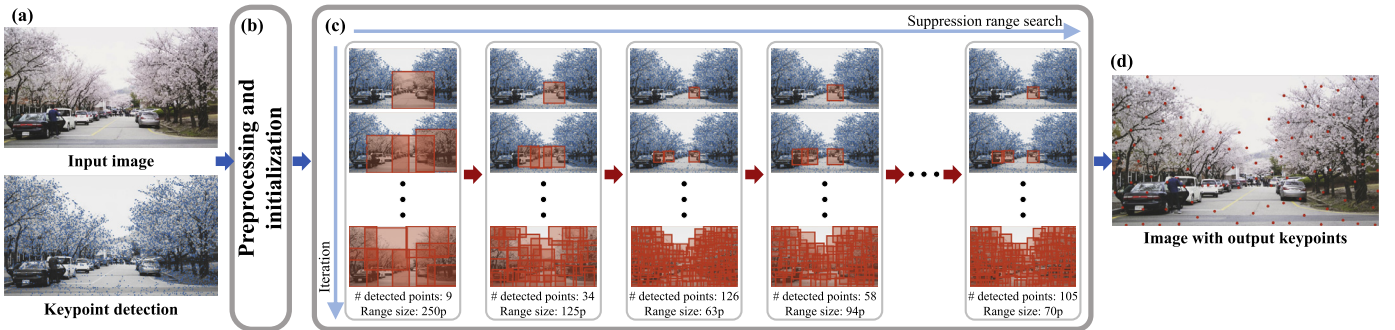 (a)
Input image
Keypoint detection
(b)
Preprocessing and
initialization
(c)
Suppression range search
Iteration
# detected points: 9
Range size: 250p
# detected points: 34
Range size: 125p
# detected points: 126
Range size: 63p
# detected points: 58
Range size: 94p
# detected points: 105
Range size: 70p
(d)
Image with output keypoints